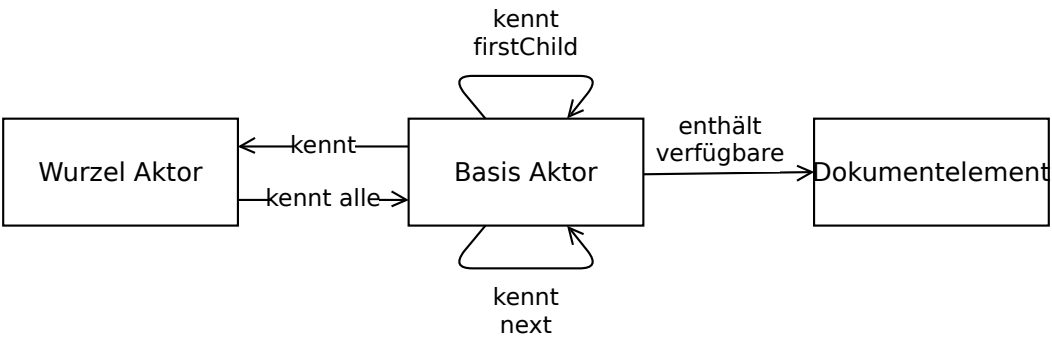 kennt
firstChild
Wurzel Aktor
kennt
kennt alle
Basis Aktor
enthält
verfügbare
Dokumentelement
kennt
next